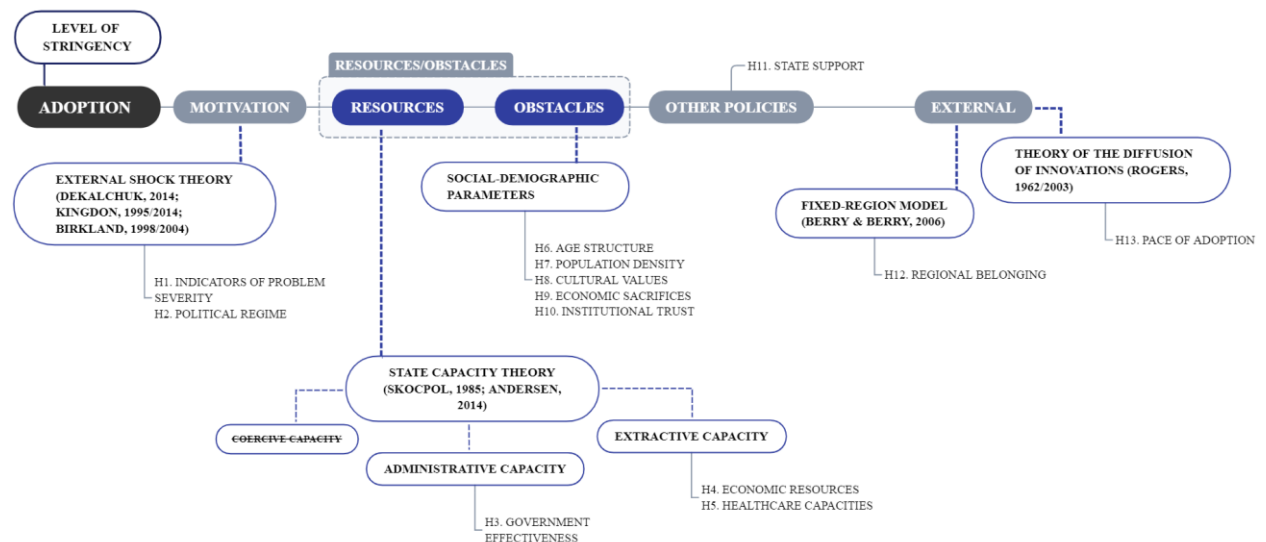 LEVEL OF
STRINGENCY
RESOURCES/OBSTACLES
H11. STATE SUPPORT
ADOPTION
MOTIVATION
RESOURCES
OBSTACLES
OTHER POLICIES
EXTERNAL
EXTERNAL SHOCK THEORY
(DEKALCHUK, 2014;
KINGDON, 1995/2014;
BIRKLAND, 1998/2004)
H1. INDICATORS OF PROBLEM
SEVERITY
H2. POLITICAL REGIME
SOCIAL-DEMOGRAPHIC
PARAMETERS
H6. AGE STRUCTURE
H7. POPULATION DENSITY
H8. CULTURAL VALUES
H9. ECONOMIC SACRIFICES
H10. INSTITUTIONAL TRUST
FIXED-REGION MODEL
(BERRY & BERRY, 2006)
H12. REGIONAL BELONGING
THEORY OF THE DIFFUSION
OF INNOVATIONS (ROGERS,
1962/2003)
H13. PACE OF ADOPTION
STATE CAPACITY THEORY
(SKOCPOL, 1985; ANDERSEN,
2014)
COERCIVE CAPACITY
ADMINISTRATIVE CAPACITY
H3. GOVERNMENT
EFFECTIVENESS
EXTRACTIVE CAPACITY
H4. ECONOMIC RESOURCES
H5. HEALTHCARE CAPACITIES